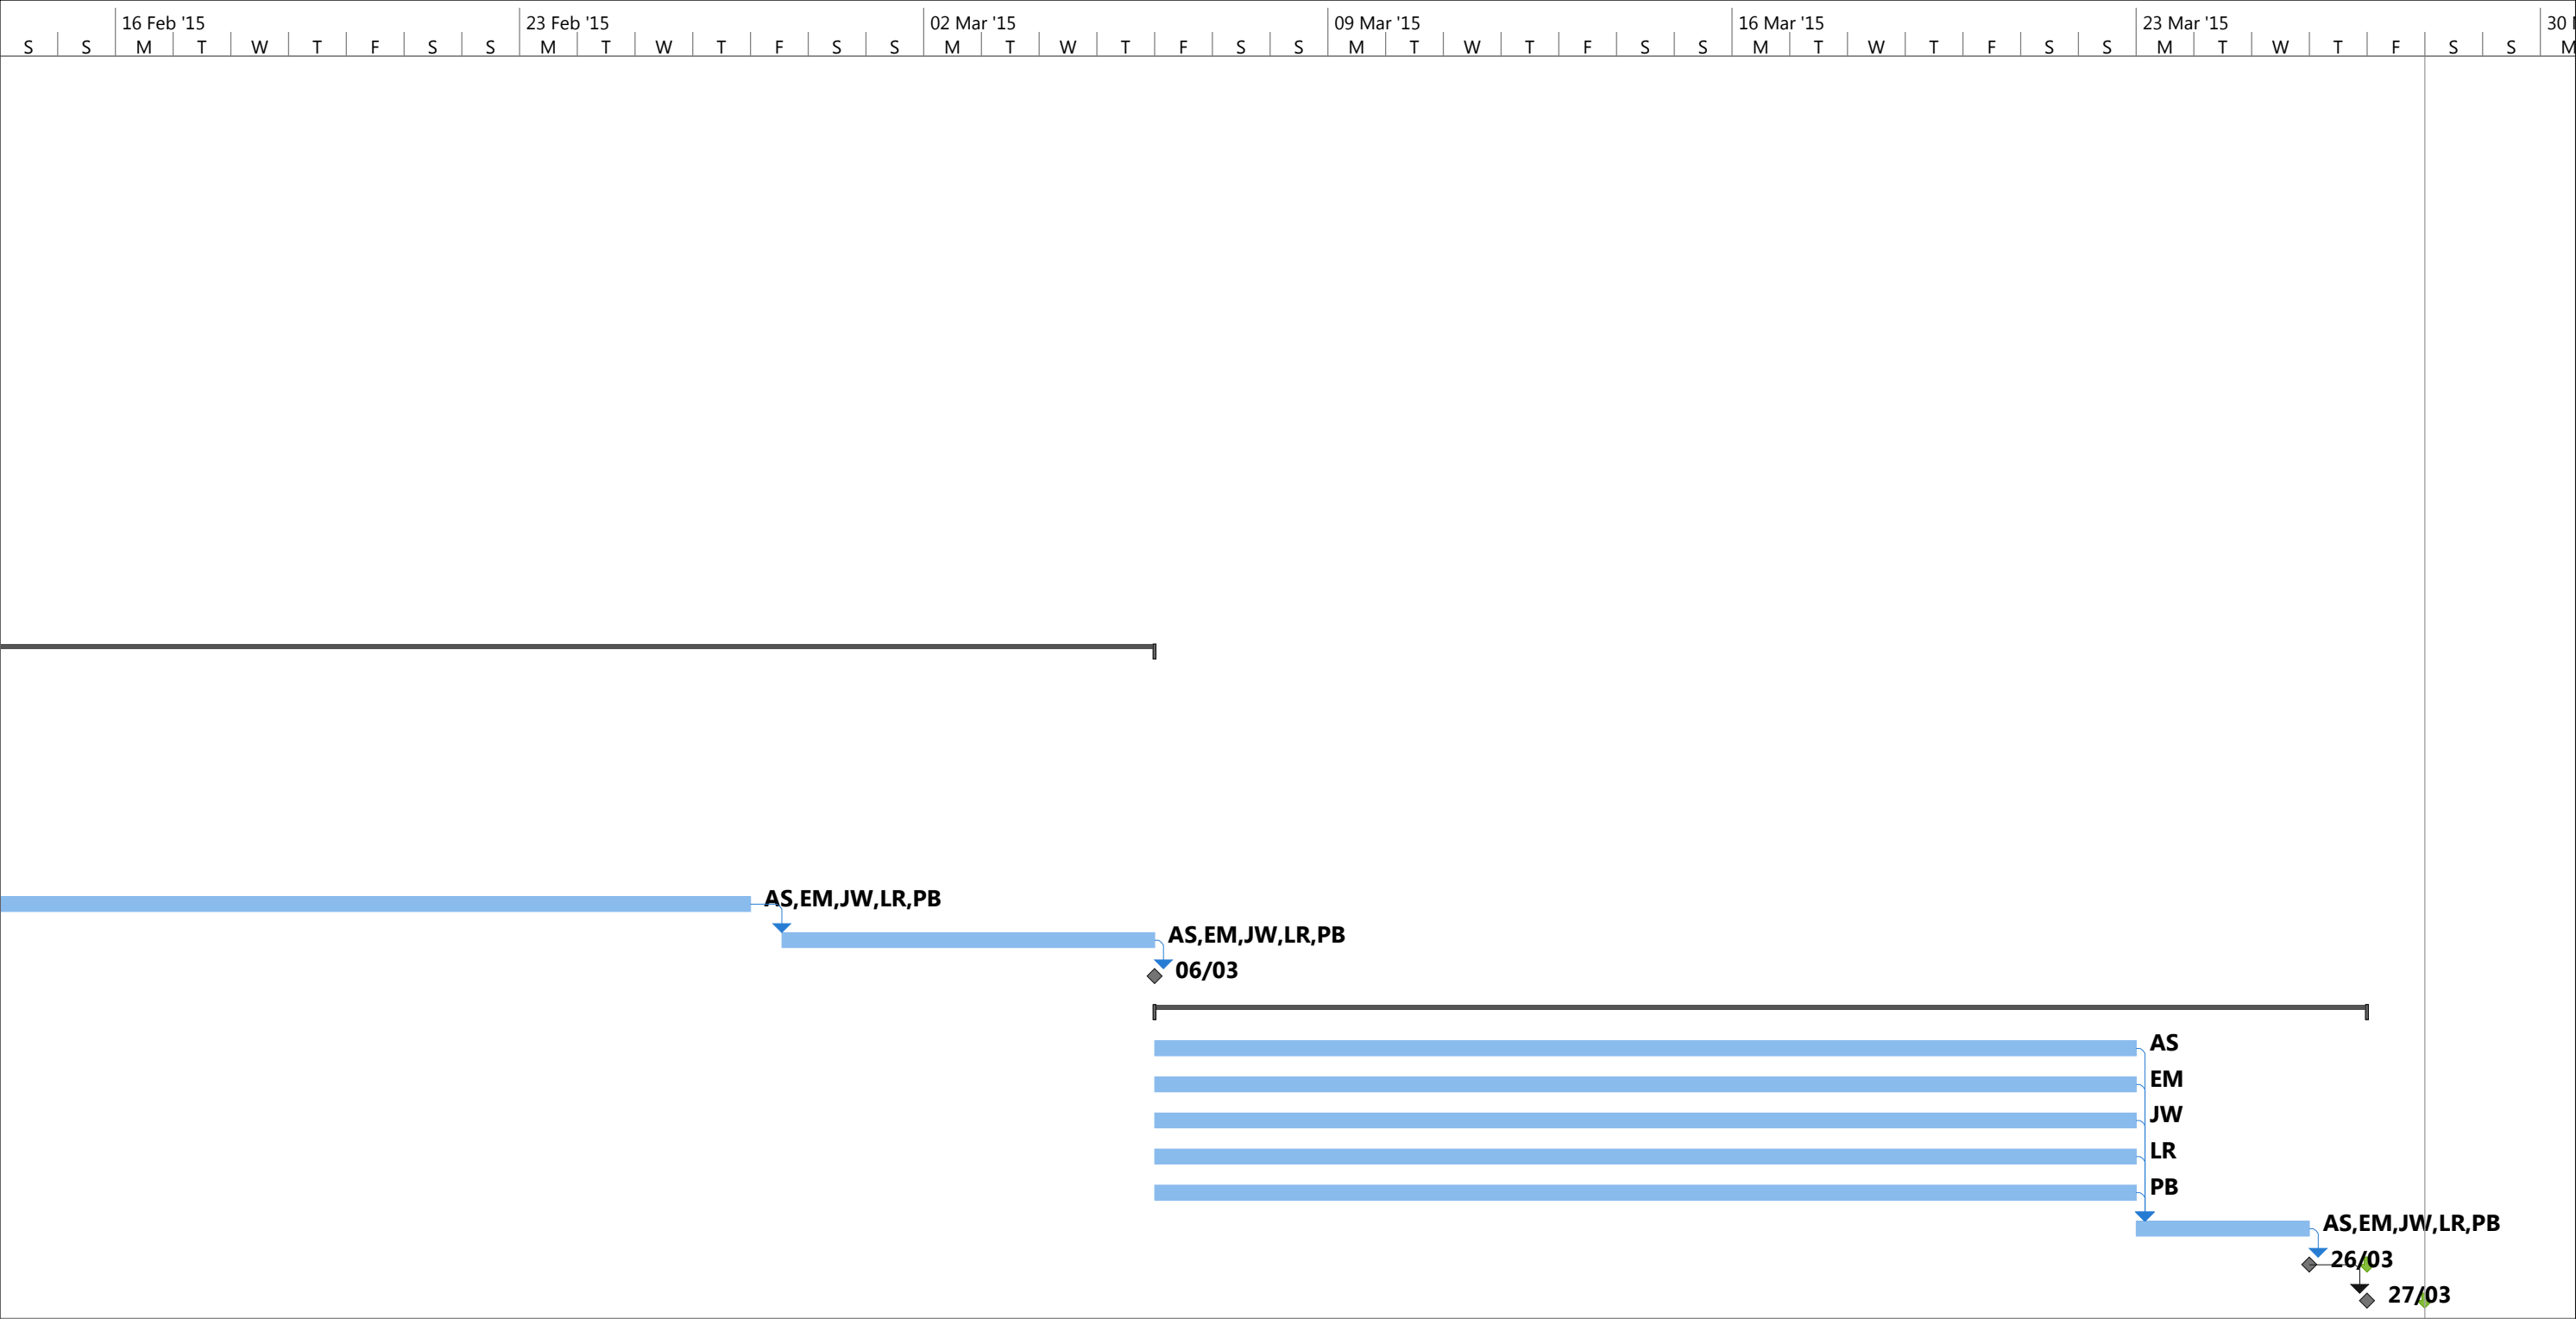 16 Feb '15 23 Feb '15 02 Mar '15 09 Mar '15 16 Mar '15 23 Mar '15 30
S S M T W T F S S M T W T F S S M T W T F S S M T W T F S S M T W T F S S M T W T F S S M
AS,EM,JW,LR,PB
AS,EM,JW,LR,PB
06/03
AS
EM
JW
LR
PB
AS,EM,JW,LR,PB
26/03
27/03